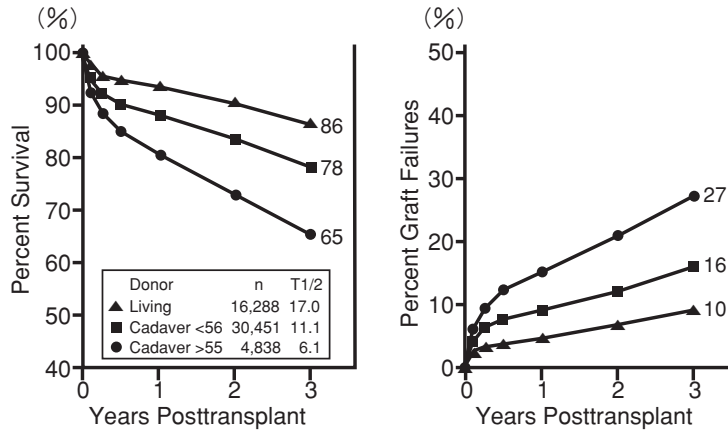 (%)
100
90
80
70
60
50
40
Percent Survival
86
78
65
Donor n T1/2
Living 16,288 17.0
Cadaver <56 30,451 11.1
Cadaver >55 4,838 6.1
0 1 2 3
Years Posttransplant
(%)
50
40
30
20
10
0
Percent Graft Failures
27
16
10
0 1 2 3
Years Posttransplant